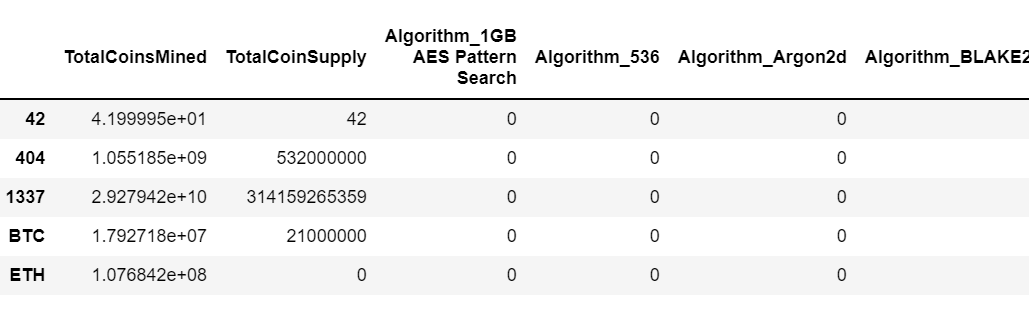 TotalCoinsMined TotalCoinSupply Algorithm_1GB AES Pattern Search Algorithm_536 Algorithm_Argon2d Algorithm_BLAKE2
42 4.199995e+01 42 0 0 0
404 1.055185e+09 532000000 0 0 0
1337 2.927942e+10 314159265359 0 0 0
BTC 1.792718e+07 21000000 0 0 0
ETH 1.076842e+08 0 0 0 0